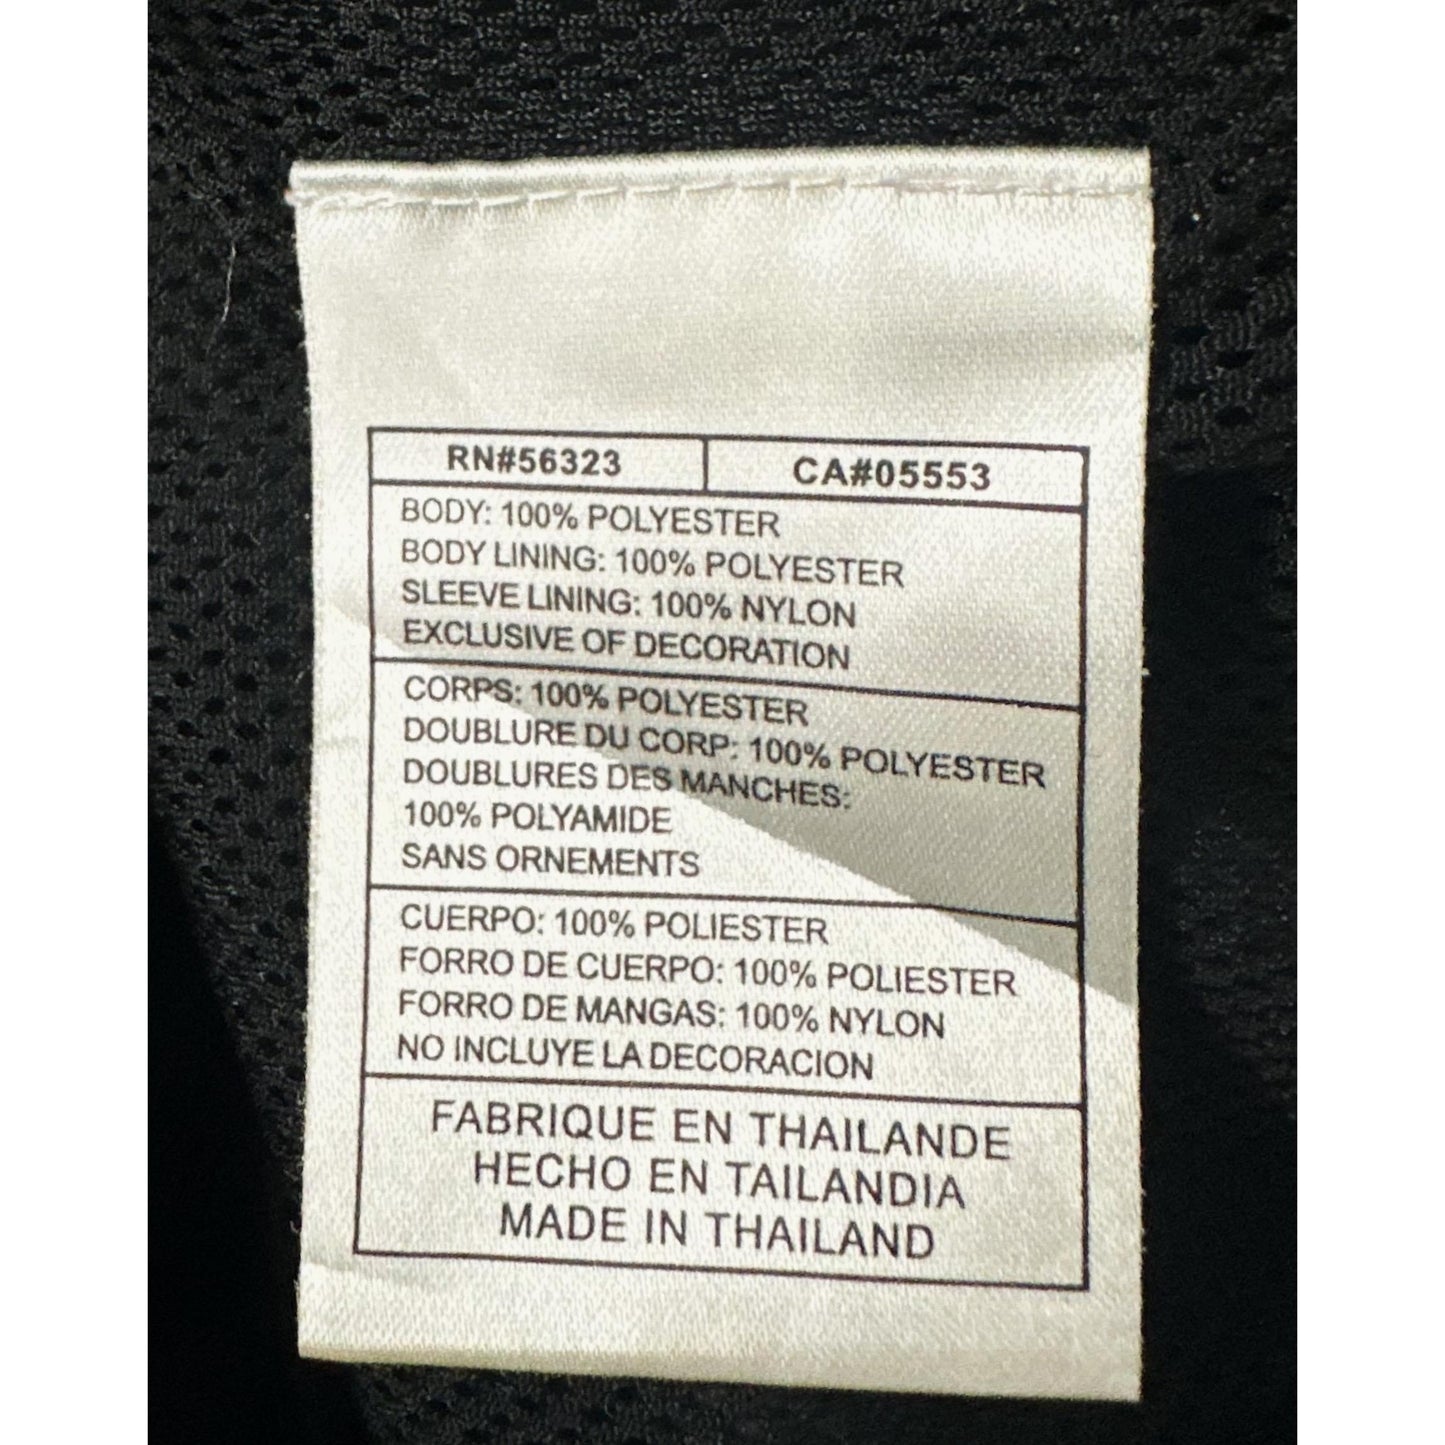 RN#56323 CA#05553
BODY: 100% POLYESTER
BODY LINING: 100% POLYESTER
SLEEVE LINING: 100% NYLON
EXCLUSIVE OF DECORATION
CORPS: 100% POLYESTER
DOUBLURE DU CORP: 100% POLYESTER
DOUBLURES DES MANCHES:
100% POLYAMIDE
SANS ORNEMENTS
CUERPO: 100% POLIESTER
FORRO DE CUERPO: 100% POLIESTER
FORRO DE MANGAS: 100% NYLON
NO INCLUYE LA DECORACION
FABRIQUE EN THAILANDE
HECHO EN TAILANDIA
MADE IN THAILAND